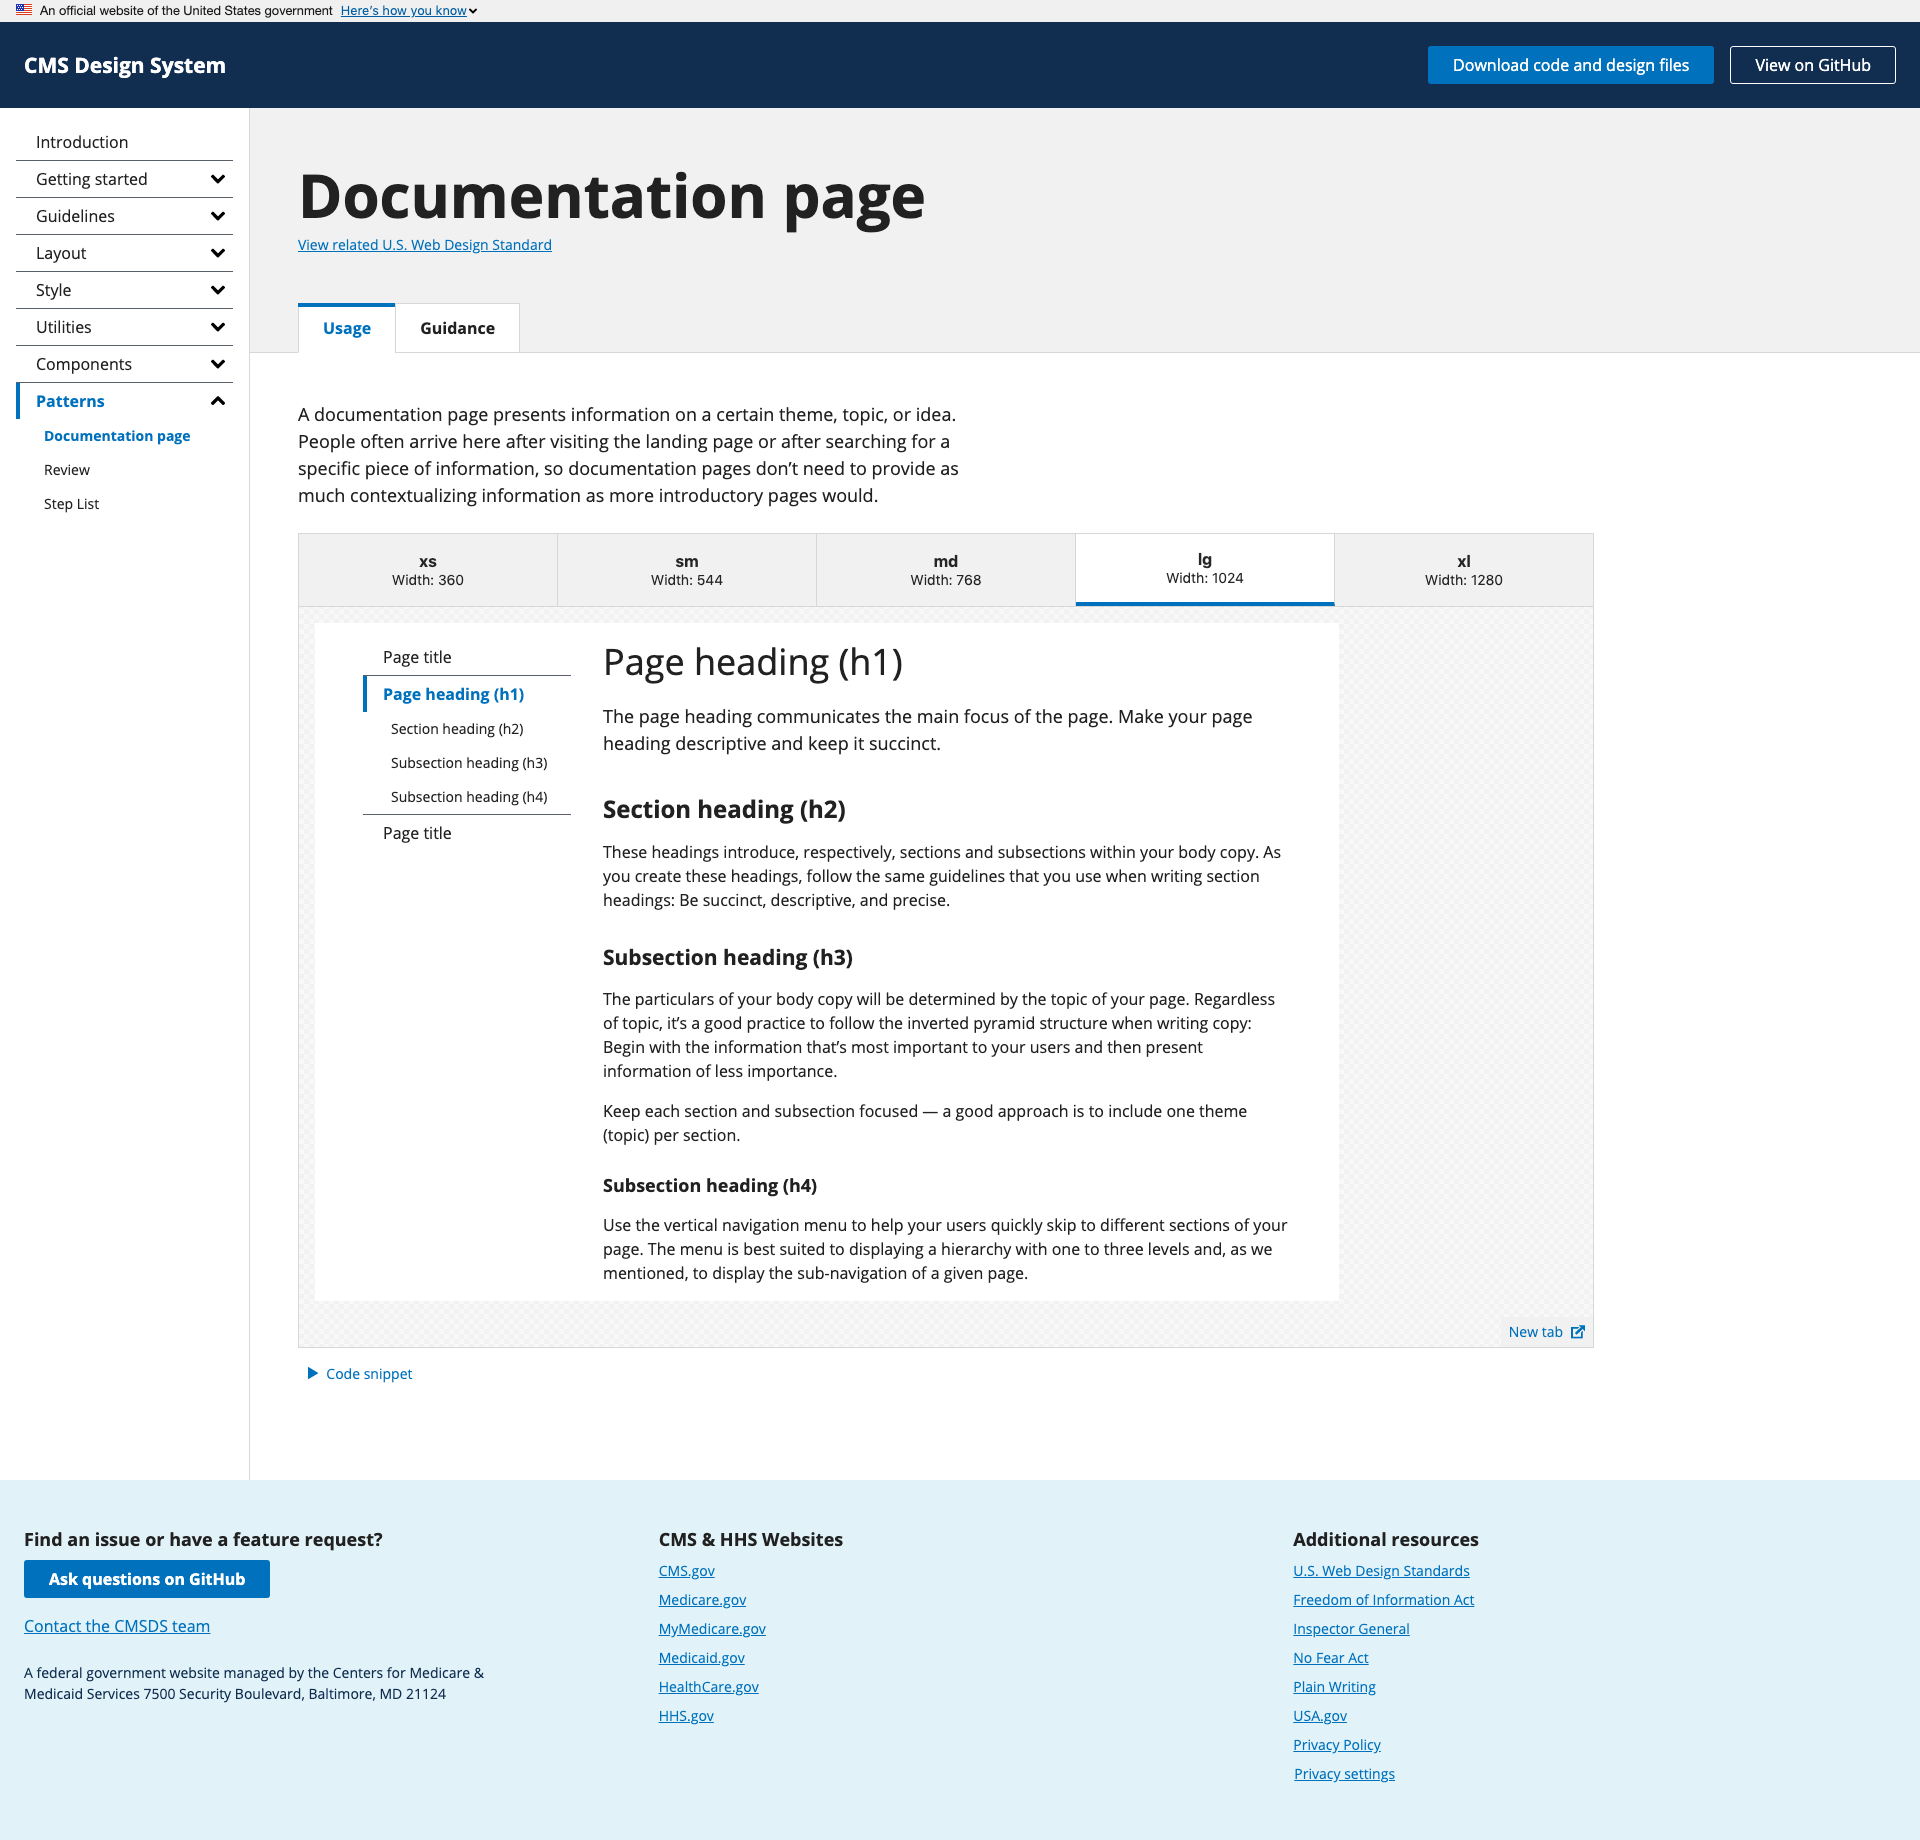 An official website of the United States government Here's how you know
CMS Design System
Download code and design files
View on GitHub
Introduction
Getting started
Guidelines
Layout
Style
Utilities
Components
Patterns
Documentation page
Review
Step List
Documentation page
View related U.S. Web Design Standard
Usage
Guidance
A documentation page presents information on a certain theme, topic, or idea.
People often arrive here after visiting the landing page or after searching for a
specific piece of information, so documentation pages don’t need to provide as
much contextualizing information as more introductory pages would.
xs
Width: 360
sm
Width: 544
md
Width: 768
lg
Width: 1024
xl
Width: 1280
Page title
Page heading (h1)
Section heading (h2)
Subsection heading (h3)
Subsection heading (h4)
Page title
Page heading (h1)
The page heading communicates the main focus of the page. Make your page
heading descriptive and keep it succinct.
Section heading (h2)
These headings introduce, respectively, sections and subsections within your body copy. As
you create these headings, follow the same guidelines that you use when writing section
headings: Be succinct, descriptive, and precise.
Subsection heading (h3)
The particulars of your body copy will be determined by the topic of your page. Regardless
of topic, it’s a good practice to follow the inverted pyramid structure when writing copy:
Begin with the information that’s most important to your users and then present
information of less importance.
Keep each section and subsection focused — a good approach is to include one theme
(topic) per section.
Subsection heading (h4)
Use the vertical navigation menu to help your users quickly skip to different sections of your
page. The menu is best suited to displaying a hierarchy with one to three levels and, as we
mentioned, to display the sub-navigation of a given page.
New tab
Code snippet
Find an issue or have a feature request?
Ask questions on GitHub
Contact the CMSDS team
A federal government website managed by the Centers for Medicare &
Medicaid Services 7500 Security Boulevard, Baltimore, MD 21124
CMS & HHS Websites
CMS.gov
Medicare.gov
MyMedicare.gov
Medicaid.gov
HealthCare.gov
HHS.gov
Additional resources
U.S. Web Design Standards
Freedom of Information Act
Inspector General
No Fear Act
Plain Writing
USA.gov
Privacy Policy
Privacy settings